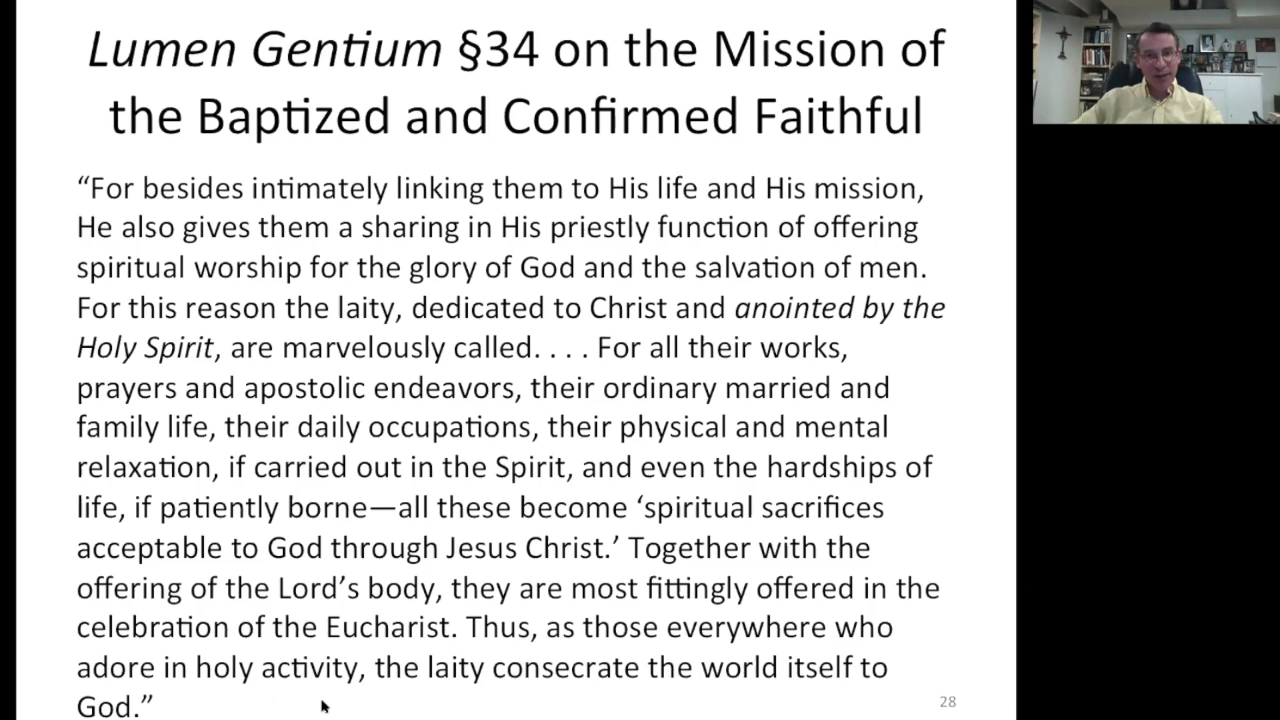 Lumen Gentium §34 on the Mission of
the Baptized and Confirmed Faithful
“For besides intimately linking them to His life and His mission,
He also gives them a sharing in His priestly function of offering
spiritual worship for the glory of God and the salvation of men.
For this reason the laity, dedicated to Christ and anointed by the
Holy Spirit, are marvelously called. . . . For all their works,
prayers and apostolic endeavors, their ordinary married and
family life, their daily occupations, their physical and mental
relaxation, if carried out in the Spirit, and even the hardships of
life, if patiently borne—all these become ‘spiritual sacrifices
acceptable to God through Jesus Christ.’ Together with the
offering of the Lord’s body, they are most fittingly offered in the
celebration of the Eucharist. Thus, as those everywhere who
adore in holy activity, the laity consecrate the world itself to
God.”
28